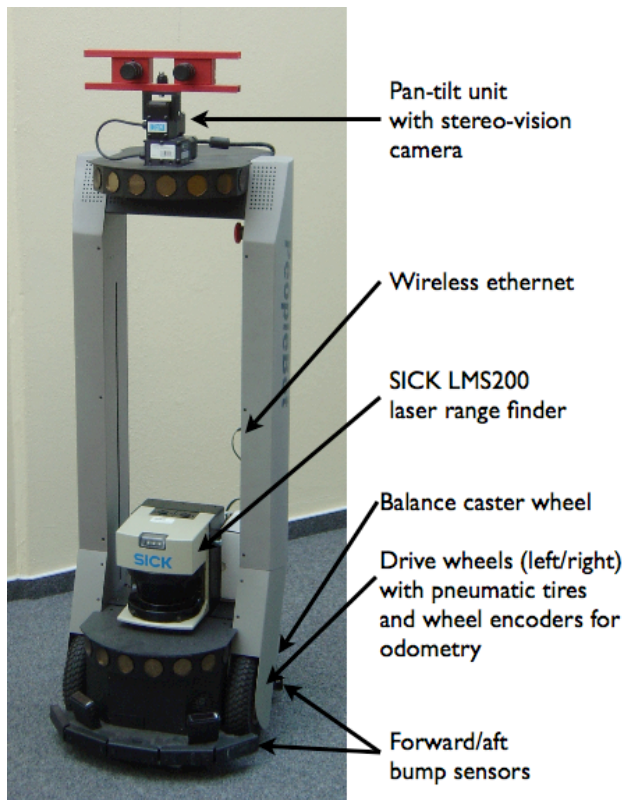 Pan-tilt unit
with stereo-vision
camera
Wireless ethernet
PeopleBot
SICK LMS200
laser range finder
Balance caster wheel
SICK
Drive wheels (left/right)
with pneumatic tires
and wheel encoders for
odometry
Forward/aft
bump sensors